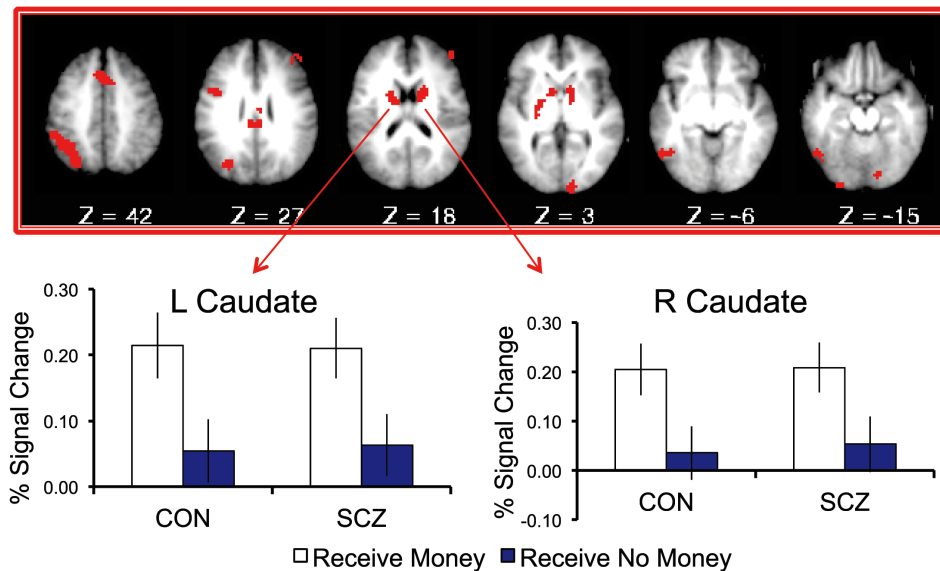 Z = 42 Z = 27 Z = 18 Z = 3 Z = -6 Z = -15
L Caudate
% Signal Change
0.30
0.20
0.10
0.00
CON SCZ
R Caudate
% Signal Change
0.30
0.20
0.10
0.00
-0.10
CON SCZ
Receive Money Receive No Money